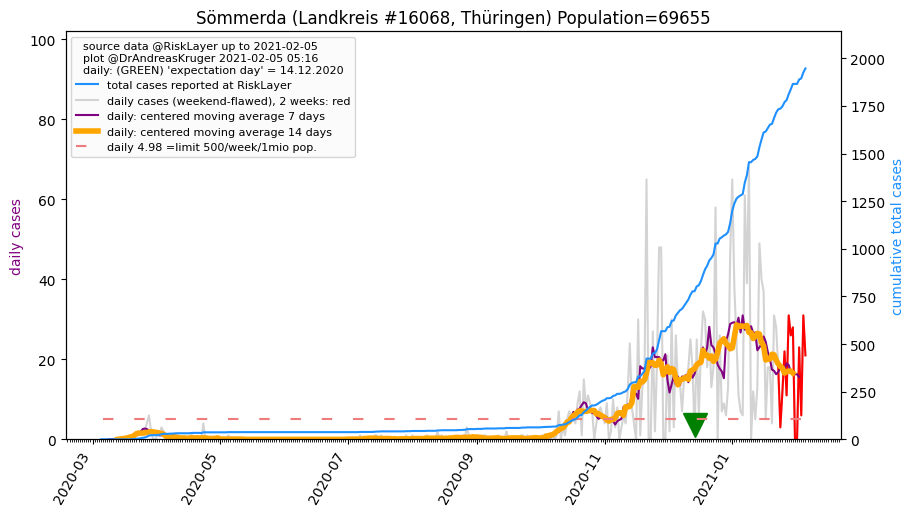 Sömmerda (Landkreis #16068, Thüringen) Population=69655
source data @RiskLayer up to 2021-02-05
plot @DrAndreasKruger 2021-02-05 05:16
daily: (GREEN) 'expectation day' = 14.12.2020
total cases reported at RiskLayer
daily cases (weekend-flawed), 2 weeks: red
daily: centered moving average 7 days
daily: centered moving average 14 days
daily 4.98 =limit 500/week/1mio pop.
daily cases
100
80
60
40
20
0
cumulative total cases
2000
1750
1500
1250
1000
750
500
250
0
2020-03
2020-05
2020-07
2020-09
2020-11
2021-01